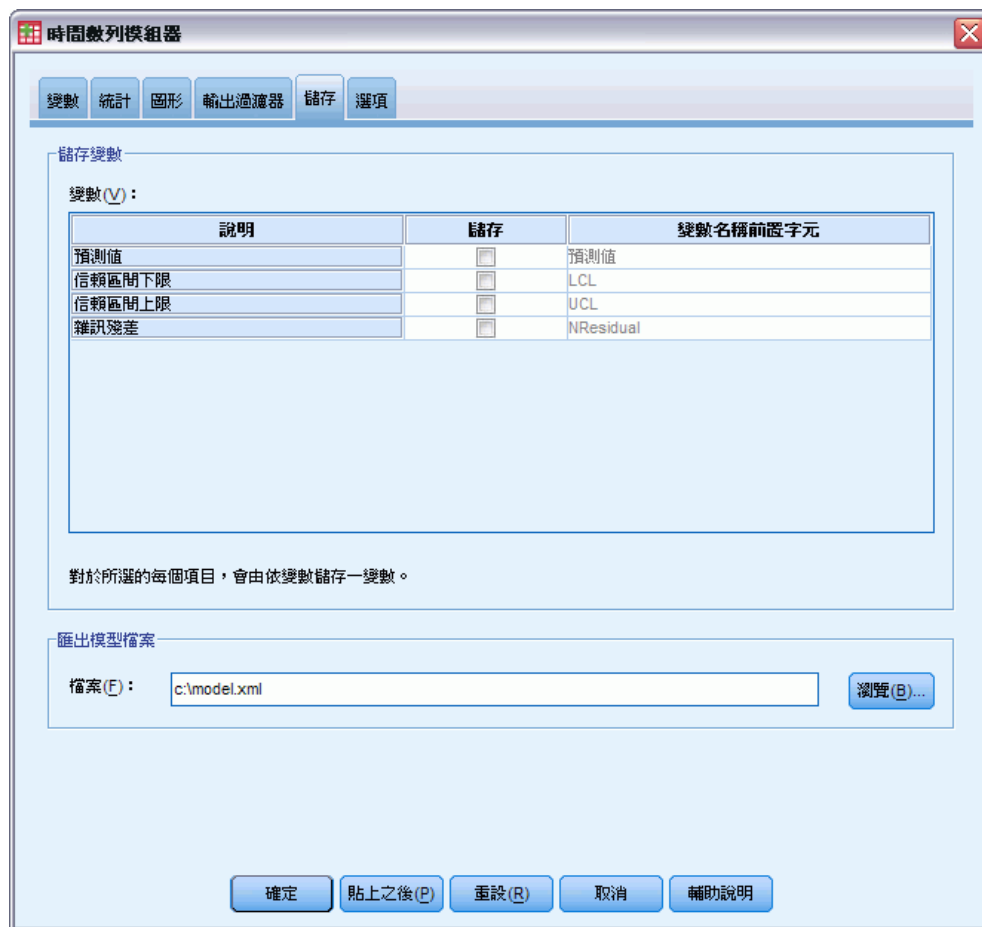 時間數列模組器
變數 統計 圖形 輸出過濾器 儲存 選項
儲存變數
變數(V)：
說明 儲存 變數名稱前置字元
預測值 預測值
信賴區間下限 LCL
信賴區間上限 UCL
雜訊殘差 NResidual
對於所選的每個項目，會由依變數儲存一變數。
匯出模型檔案
檔案(F)： c:\model.xml 瀏覽(B)...
確定 貼上之後(P) 重設(R) 取消 輔助說明